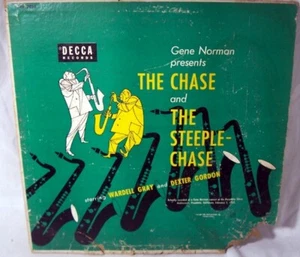 DECCA
RECORDS
Gene Norman
presents
THE CHASE
and
THE
STEEPLE-
CHASE
starring WARDELL GRAY and DEXTER GORDON